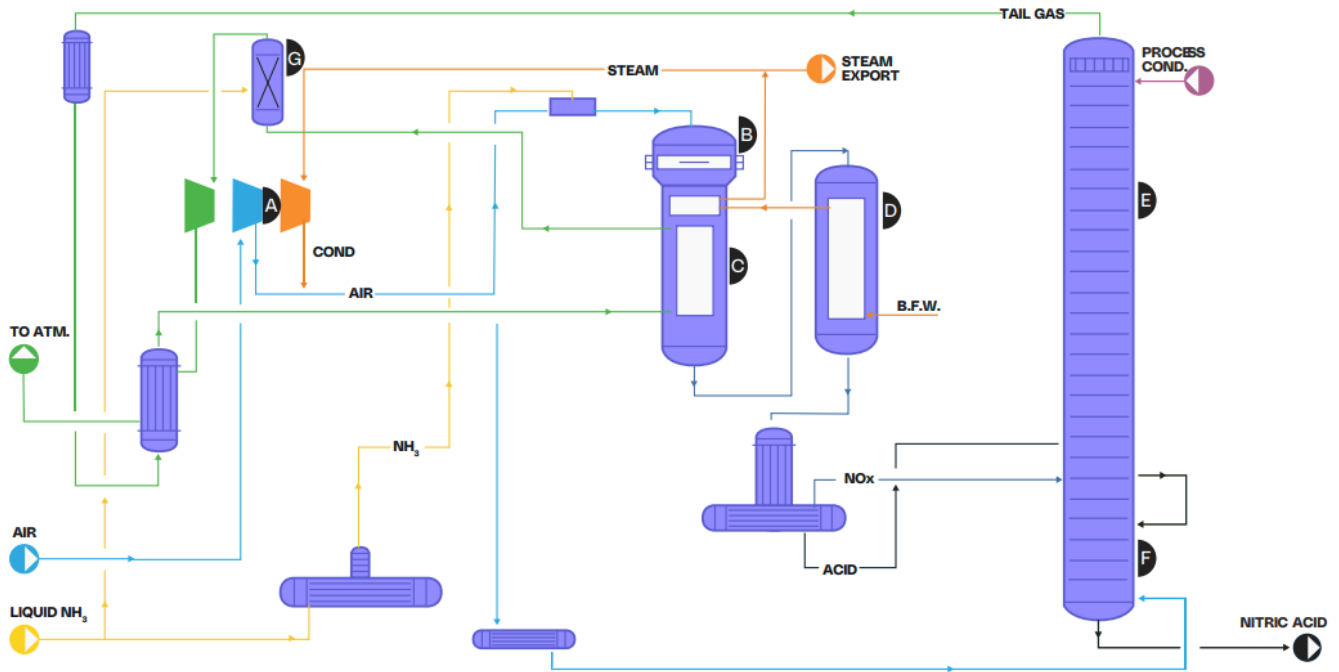 TAIL GAS
PROCESS
COND.
G
STEAM
STEAM
EXPORT
B
A
E
D
COND
C
AIR
B.F.W.
TO ATM.
NH₃
NOx
AIR
F
ACID
LIQUID NH₃
NITRIC ACID